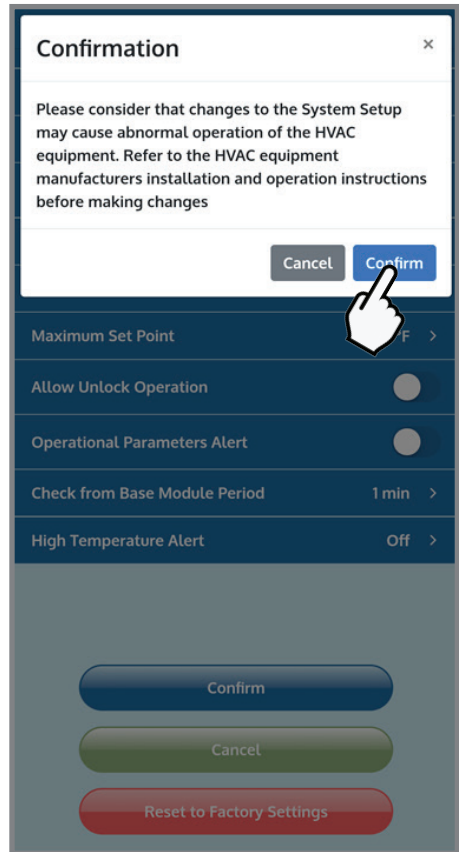 Confirmation ×
Please consider that changes to the System Setup
may cause abnormal operation of the HVAC
equipment. Refer to the HVAC equipment
manufacturers installation and operation instructions
before making changes
Cancel Confirm
Maximum Set Point F >
Allow Unlock Operation
Operational Parameters Alert
Check from Base Module Period 1 min >
High Temperature Alert Off >
Confirm
Cancel
Reset to Factory Settings